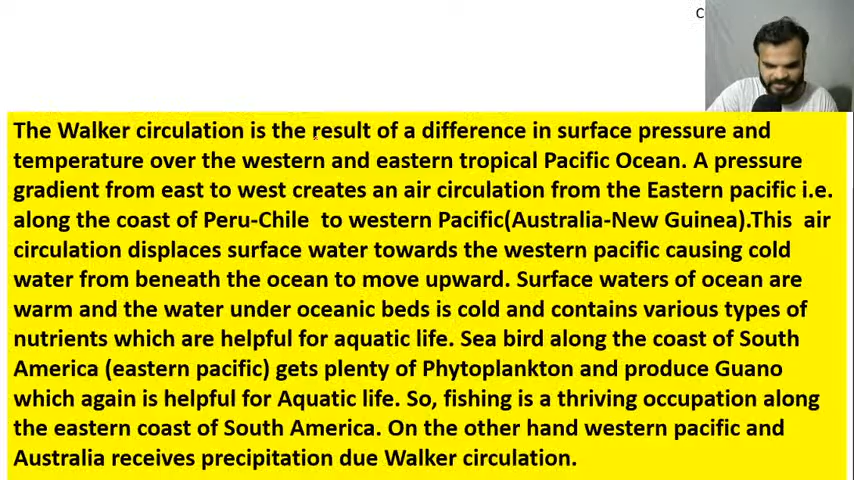 C
The Walker circulation is the result of a difference in surface pressure and
temperature over the western and eastern tropical Pacific Ocean. A pressure
gradient from east to west creates an air circulation from the Eastern pacific i.e.
along the coast of Peru-Chile to western Pacific(Australia-New Guinea).This air
circulation displaces surface water towards the western pacific causing cold
water from beneath the ocean to move upward. Surface waters of ocean are
warm and the water under oceanic beds is cold and contains various types of
nutrients which are helpful for aquatic life. Sea bird along the coast of South
America (eastern pacific) gets plenty of Phytoplankton and produce Guano
which again is helpful for Aquatic life. So, fishing is a thriving occupation along
the eastern coast of South America. On the other hand western pacific and
Australia receives precipitation due Walker circulation.